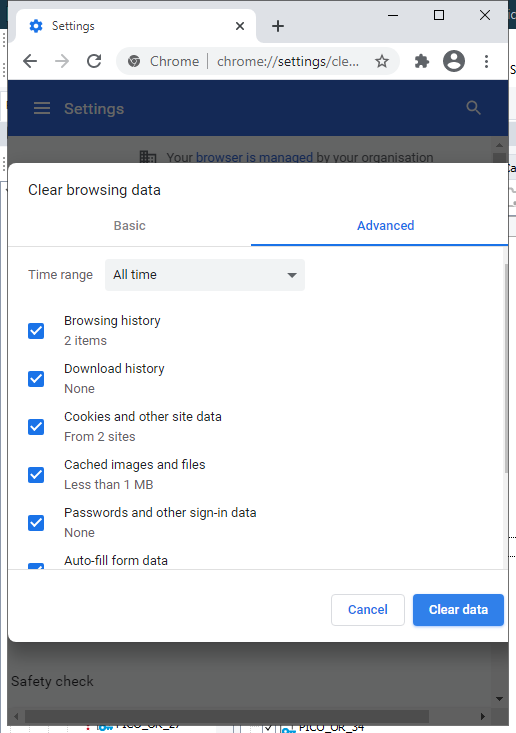 Settings
Chrome
chrome://settings/cle...
Settings
Your browser is managed by your organisation
Clear browsing data
Basic
Advanced
Time range
All time
Browsing history
2 items
Download history
None
Cookies and other site data
From 2 sites
Cached images and files
Less than 1 MB
Passwords and other sign-in data
None
Auto-fill form data
Cancel
Clear data
Safety check
PICO_OR_27
PICO_OR_34